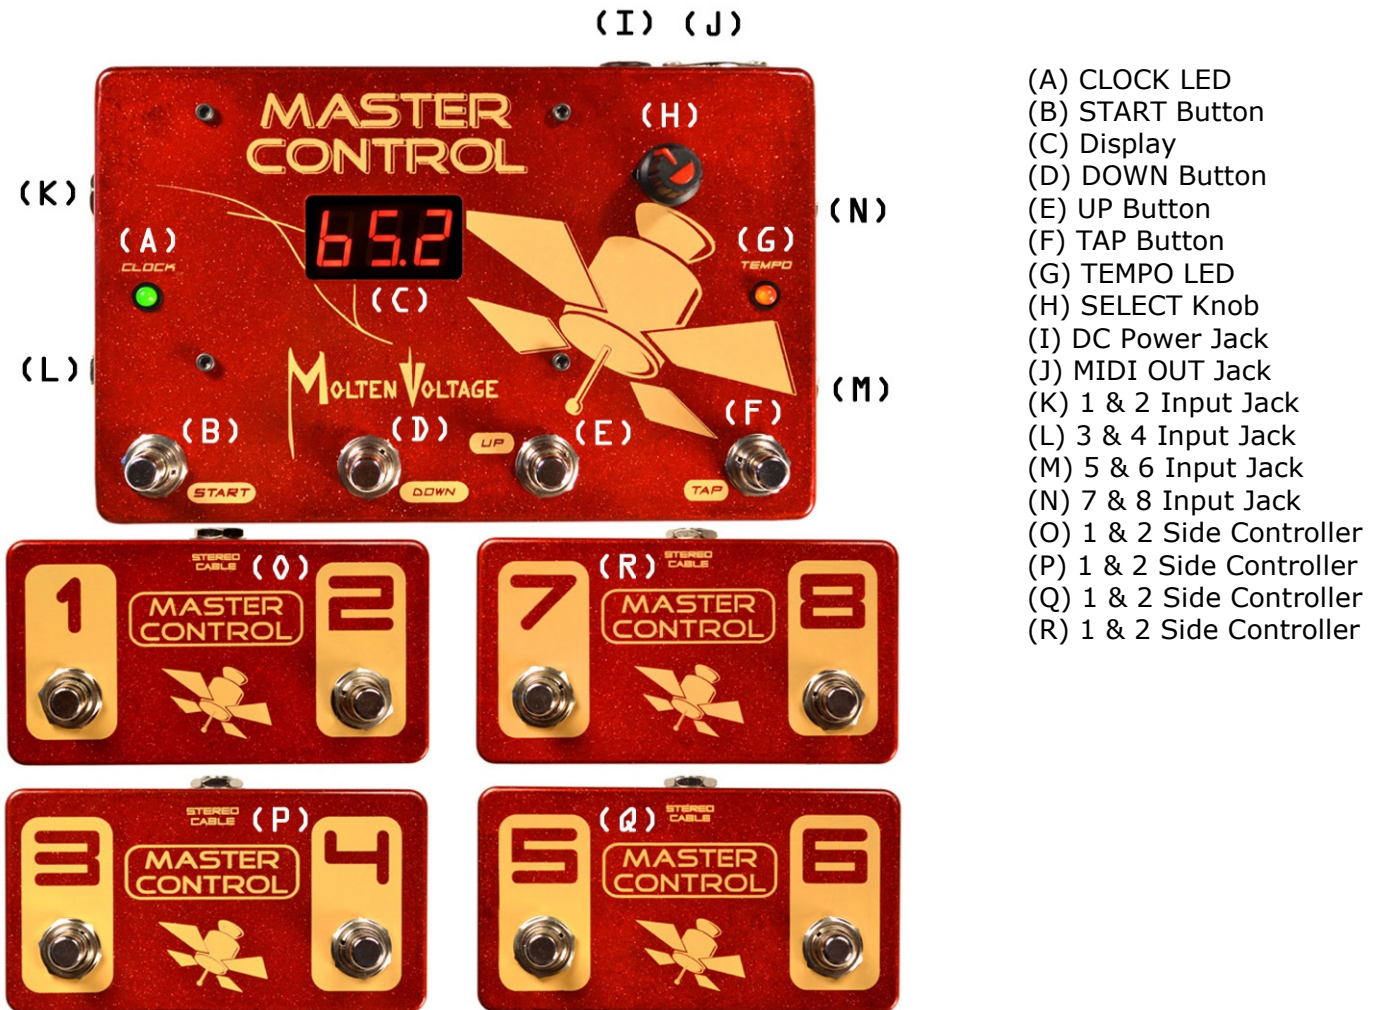 (I) (J)
MASTER
CONTROL
(H)
(K)
(N)
(A)
CLOCK
65.2
(G)
TEMPO
(C)
(L)
MOLTEN VOLTAGE
(M)
(B)
START
(D)
DOWN
UP
(E)
(F)
TAP
STEREO
CABLE
(O)
1
2
MASTER
CONTROL
(R)
STEREO
CABLE
7
8
MASTER
CONTROL
STEREO
CABLE
(P)
3
4
MASTER
CONTROL
(Q)
STEREO
CABLE
5
6
MASTER
CONTROL
(A) CLOCK LED
(B) START Button
(C) Display
(D) DOWN Button
(E) UP Button
(F) TAP Button
(G) TEMPO LED
(H) SELECT Knob
(I) DC Power Jack
(J) MIDI OUT Jack
(K) 1 & 2 Input Jack
(L) 3 & 4 Input Jack
(M) 5 & 6 Input Jack
(N) 7 & 8 Input Jack
(O) 1 & 2 Side Controller
(P) 1 & 2 Side Controller
(Q) 1 & 2 Side Controller
(R) 1 & 2 Side Controller